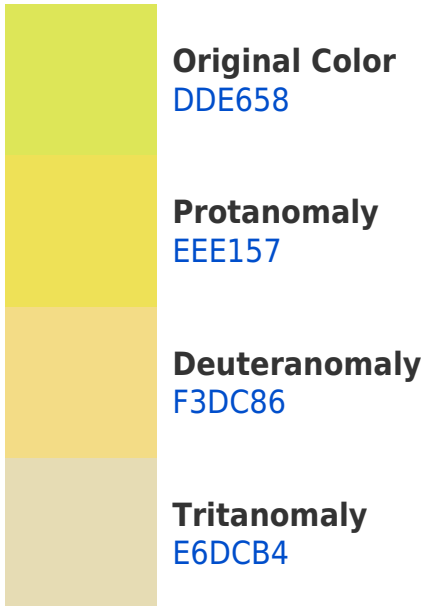 Original Color
DDE658
Protanomaly
EEE157
Deuteranomaly
F3DC86
Tritanomaly
E6DCB4